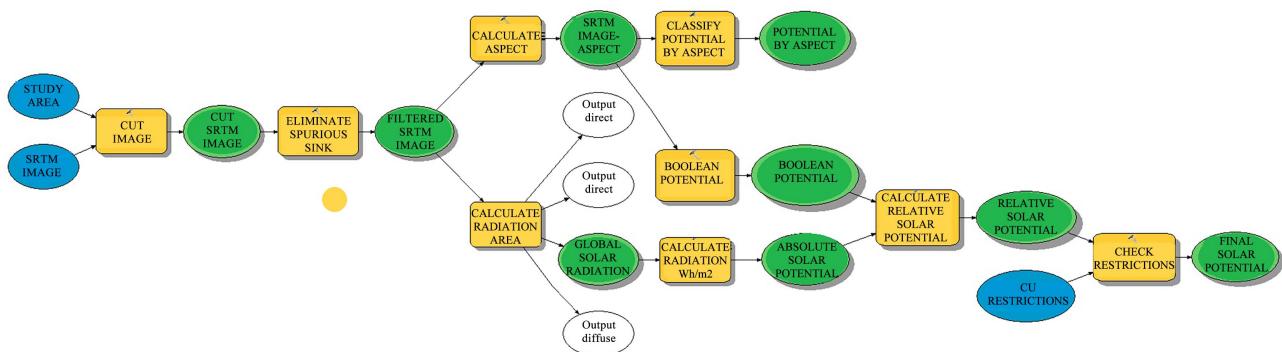 STUDY
AREA
SRTM
IMAGE
CUT
IMAGE
CUT
SRTM
IMAGE
ELIMINATE
SPURIOUS
SINK
FILTERED
SRTM
IMAGE
CALCULATE
ASPECT
SRTM
IMAGE-
ASPECT
CLASSIFY
POTENTIAL
BY ASPECT
POTENTIAL
BY ASPECT
Output
direct
Output
direct
BOOLEAN
POTENTIAL
BOOLEAN
POTENTIAL
CALCULATE
RADIATION
AREA
GLOBAL
SOLAR
RADIATION
CALCULATE
RADIATION
Wh/m2
ABSOLUTE
SOLAR
POTENTIAL
Output
diffuse
CALCULATE
RELATIVE
SOLAR
POTENTIAL
RELATIVE
SOLAR
POTENTIAL
CU
RESTRICTIONS
CHECK
RESTRICTIONS
FINAL
SOLAR
POTENTIAL